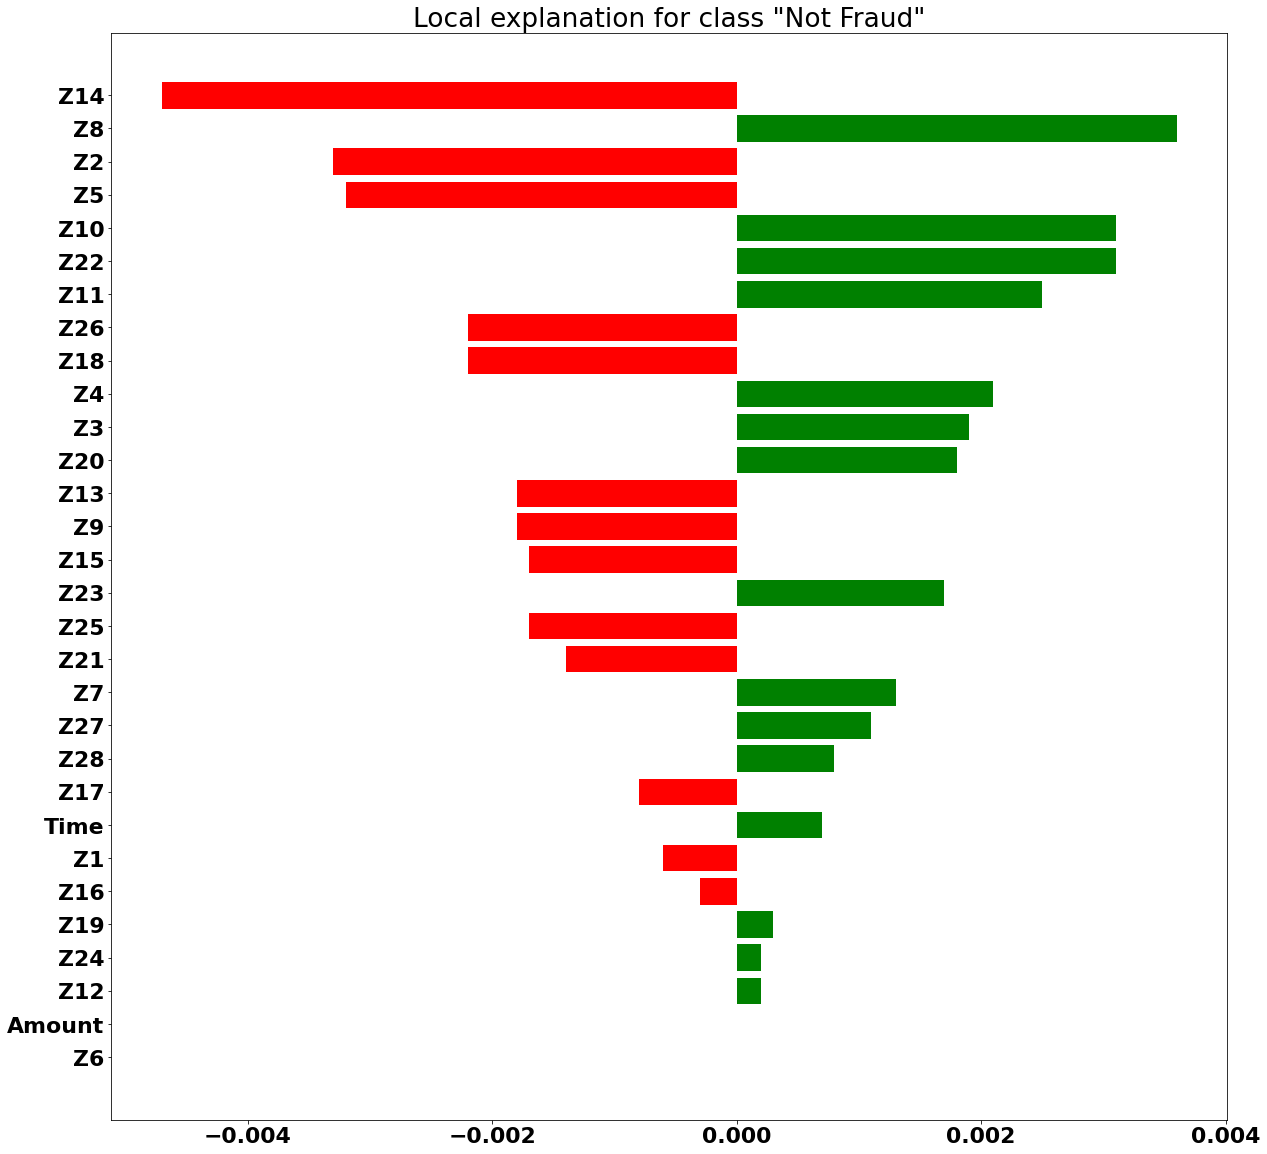 Local explanation for class "Not Fraud"
Z14
Z8
Z2
Z5
Z10
Z22
Z11
Z26
Z18
Z4
Z3
Z20
Z13
Z9
Z15
Z23
Z25
Z21
Z7
Z27
Z28
Z17
Time
Z1
Z16
Z19
Z24
Z12
Amount
Z6
−0.004 −0.002 0.000 0.002 0.004